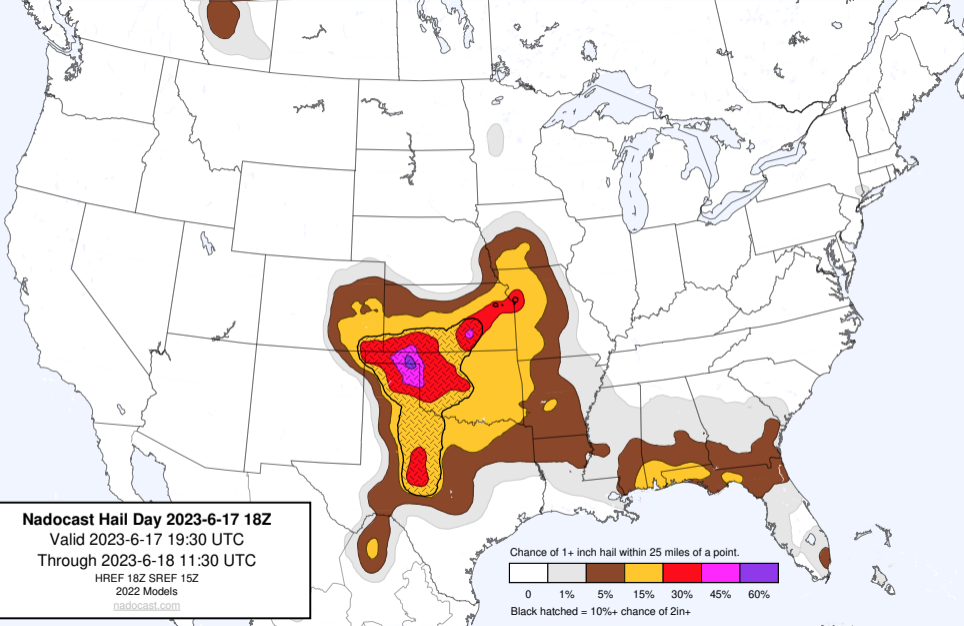 Nadocast Hail Day 2023-6-17 18Z
Valid 2023-6-17 19:30 UTC
Through 2023-6-18 11:30 UTC
HREF 18Z SREF 15Z
2022 Models
nadocast.com
Chance of 1+ inch hail within 25 miles of a point.
0 1% 5% 15% 30% 45% 60%
Black hatched = 10%+ chance of 2in+